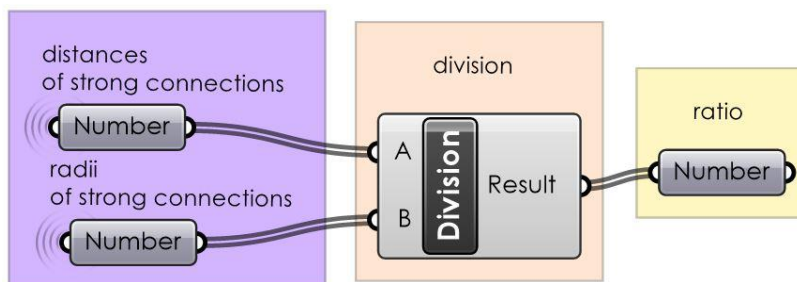 distances
of strong connections
Number
radii
of strong connections
Number
division
A
B
Division
Result
ratio
Number